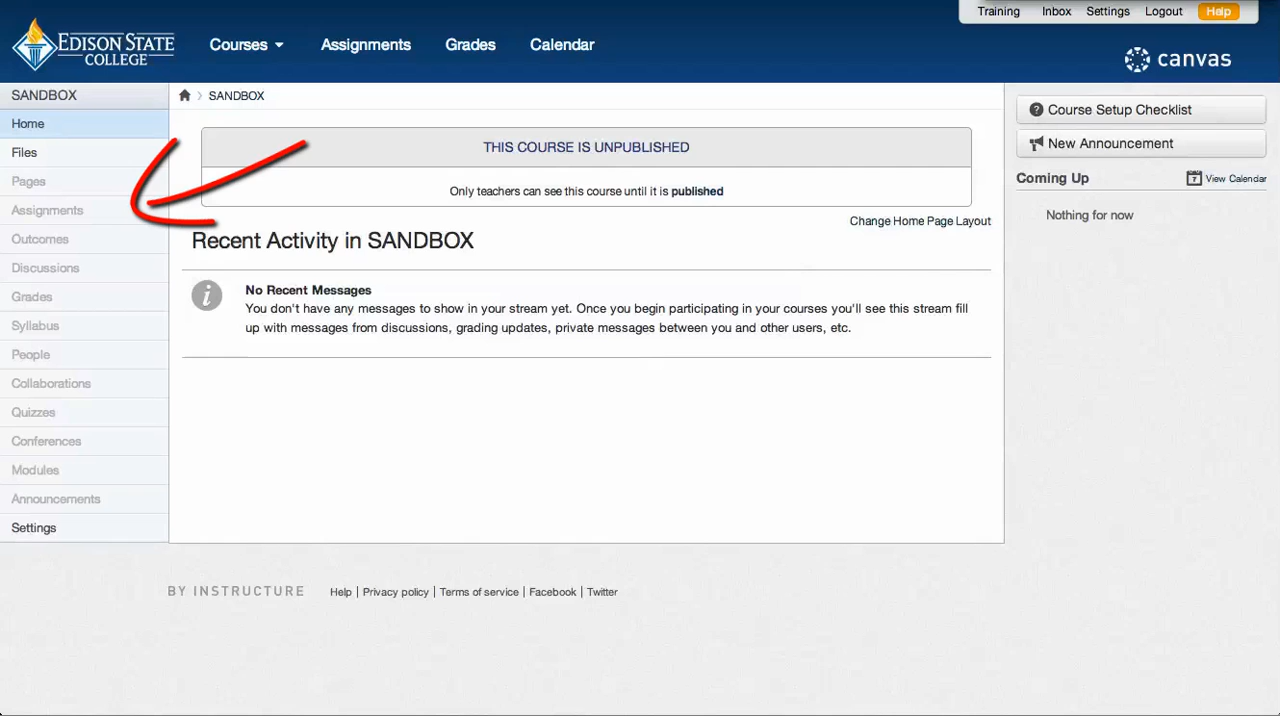 Training Inbox Settings Logout Help
EDISON STATE
COLLEGE
Courses Assignments Grades Calendar
canvas
SANDBOX
Home
Files
Pages
Assignments
Outcomes
Discussions
Grades
Syllabus
People
Collaborations
Quizzes
Conferences
Modules
Announcements
Settings
SANDBOX
THIS COURSE IS UNPUBLISHED
Only teachers can see this course until it is published
Change Home Page Layout
Recent Activity in SANDBOX
No Recent Messages
You don't have any messages to show in your stream yet. Once you begin participating in your courses you'll see this stream fill
up with messages from discussions, grading updates, private messages between you and other users, etc.
Course Setup Checklist
New Announcement
Coming Up
7 View Calendar
Nothing for now
BY INSTRUCTURE
Help | Privacy policy | Terms of service | Facebook | Twitter